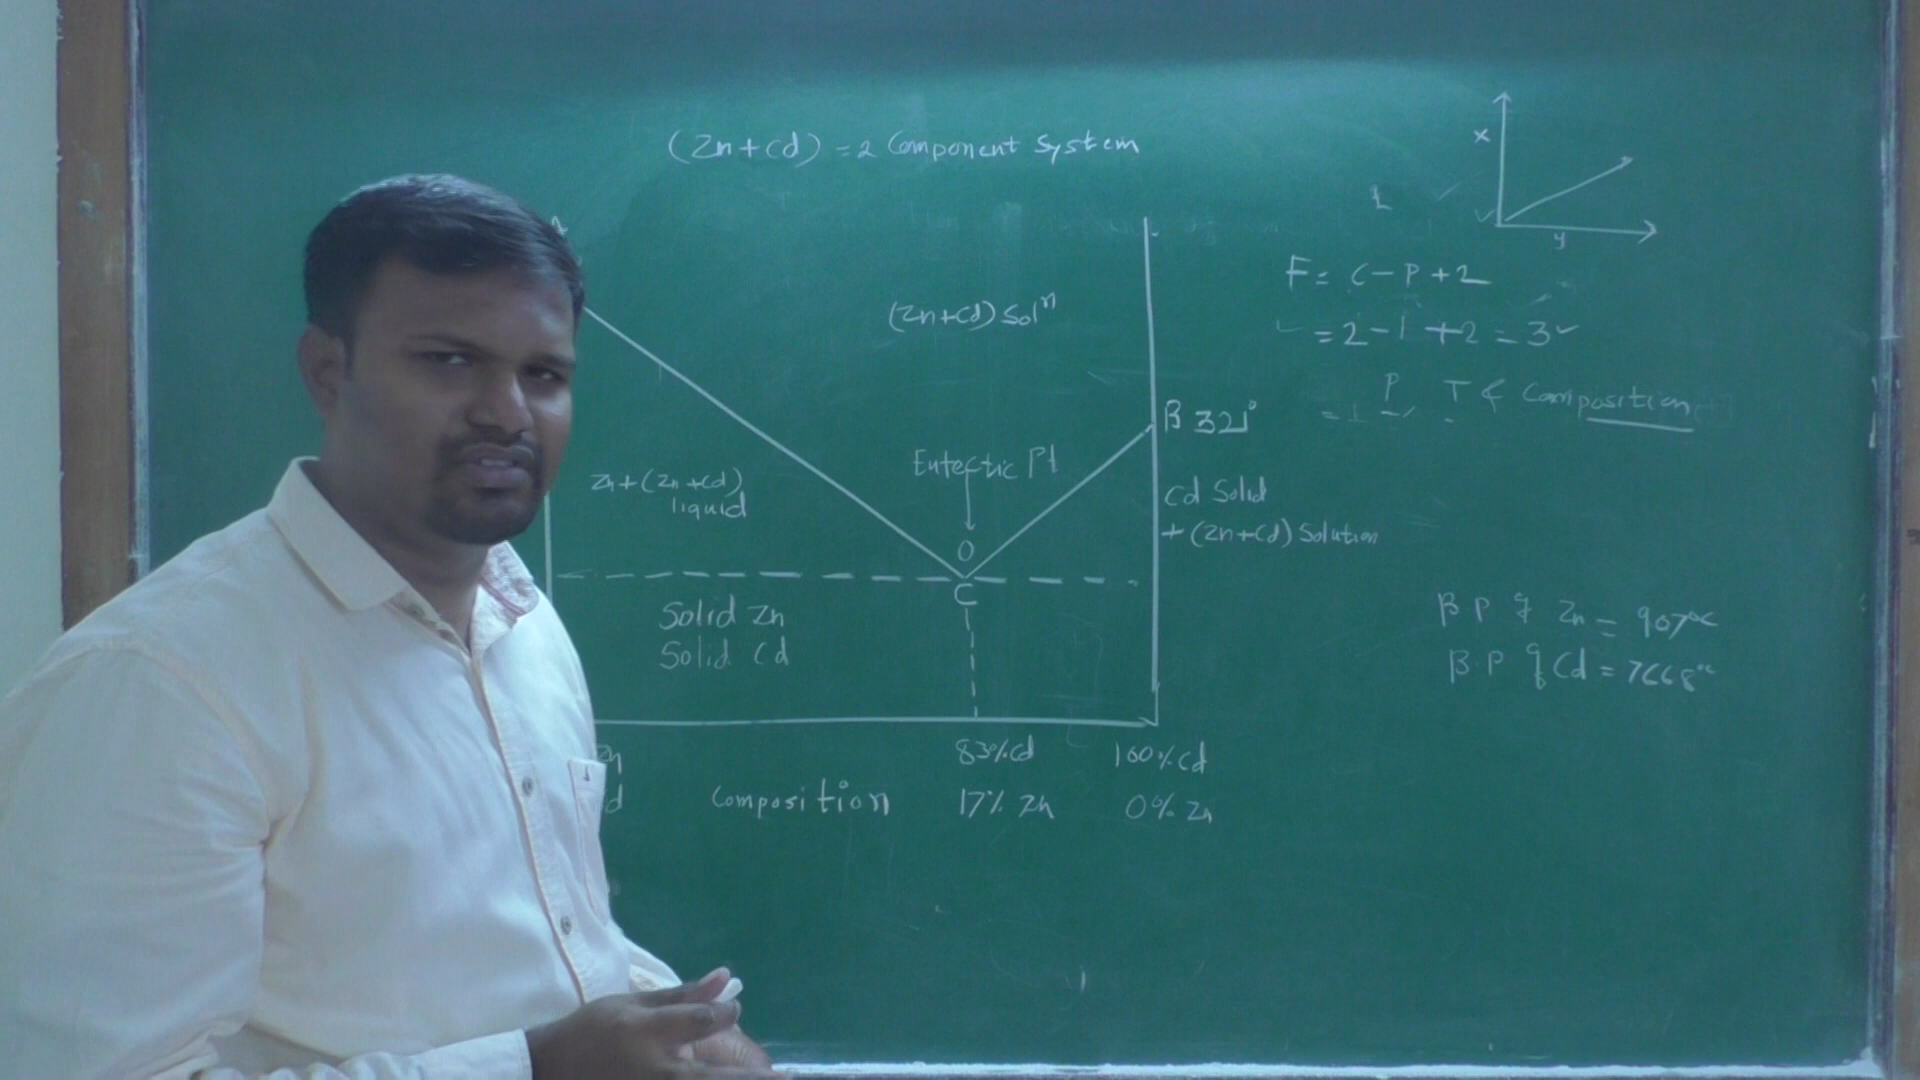 (Zn+Cd) = 2 Component System
x
y
F = C - P + 2
= 2 - 1 + 2 = 3
P T & Composition
(Zn+Cd) Solⁿ
B 321°
Eutectic Pt
Zn + (Zn+Cd)
liquid
Cd Solid
+ (Zn+Cd) Solution
O
C
Solid Zn
Solid Cd
B P of Zn = 907°C
B.P of Cd = 7668°C
83% Cd
100% Cd
Composition
17% Zn
0% Zn